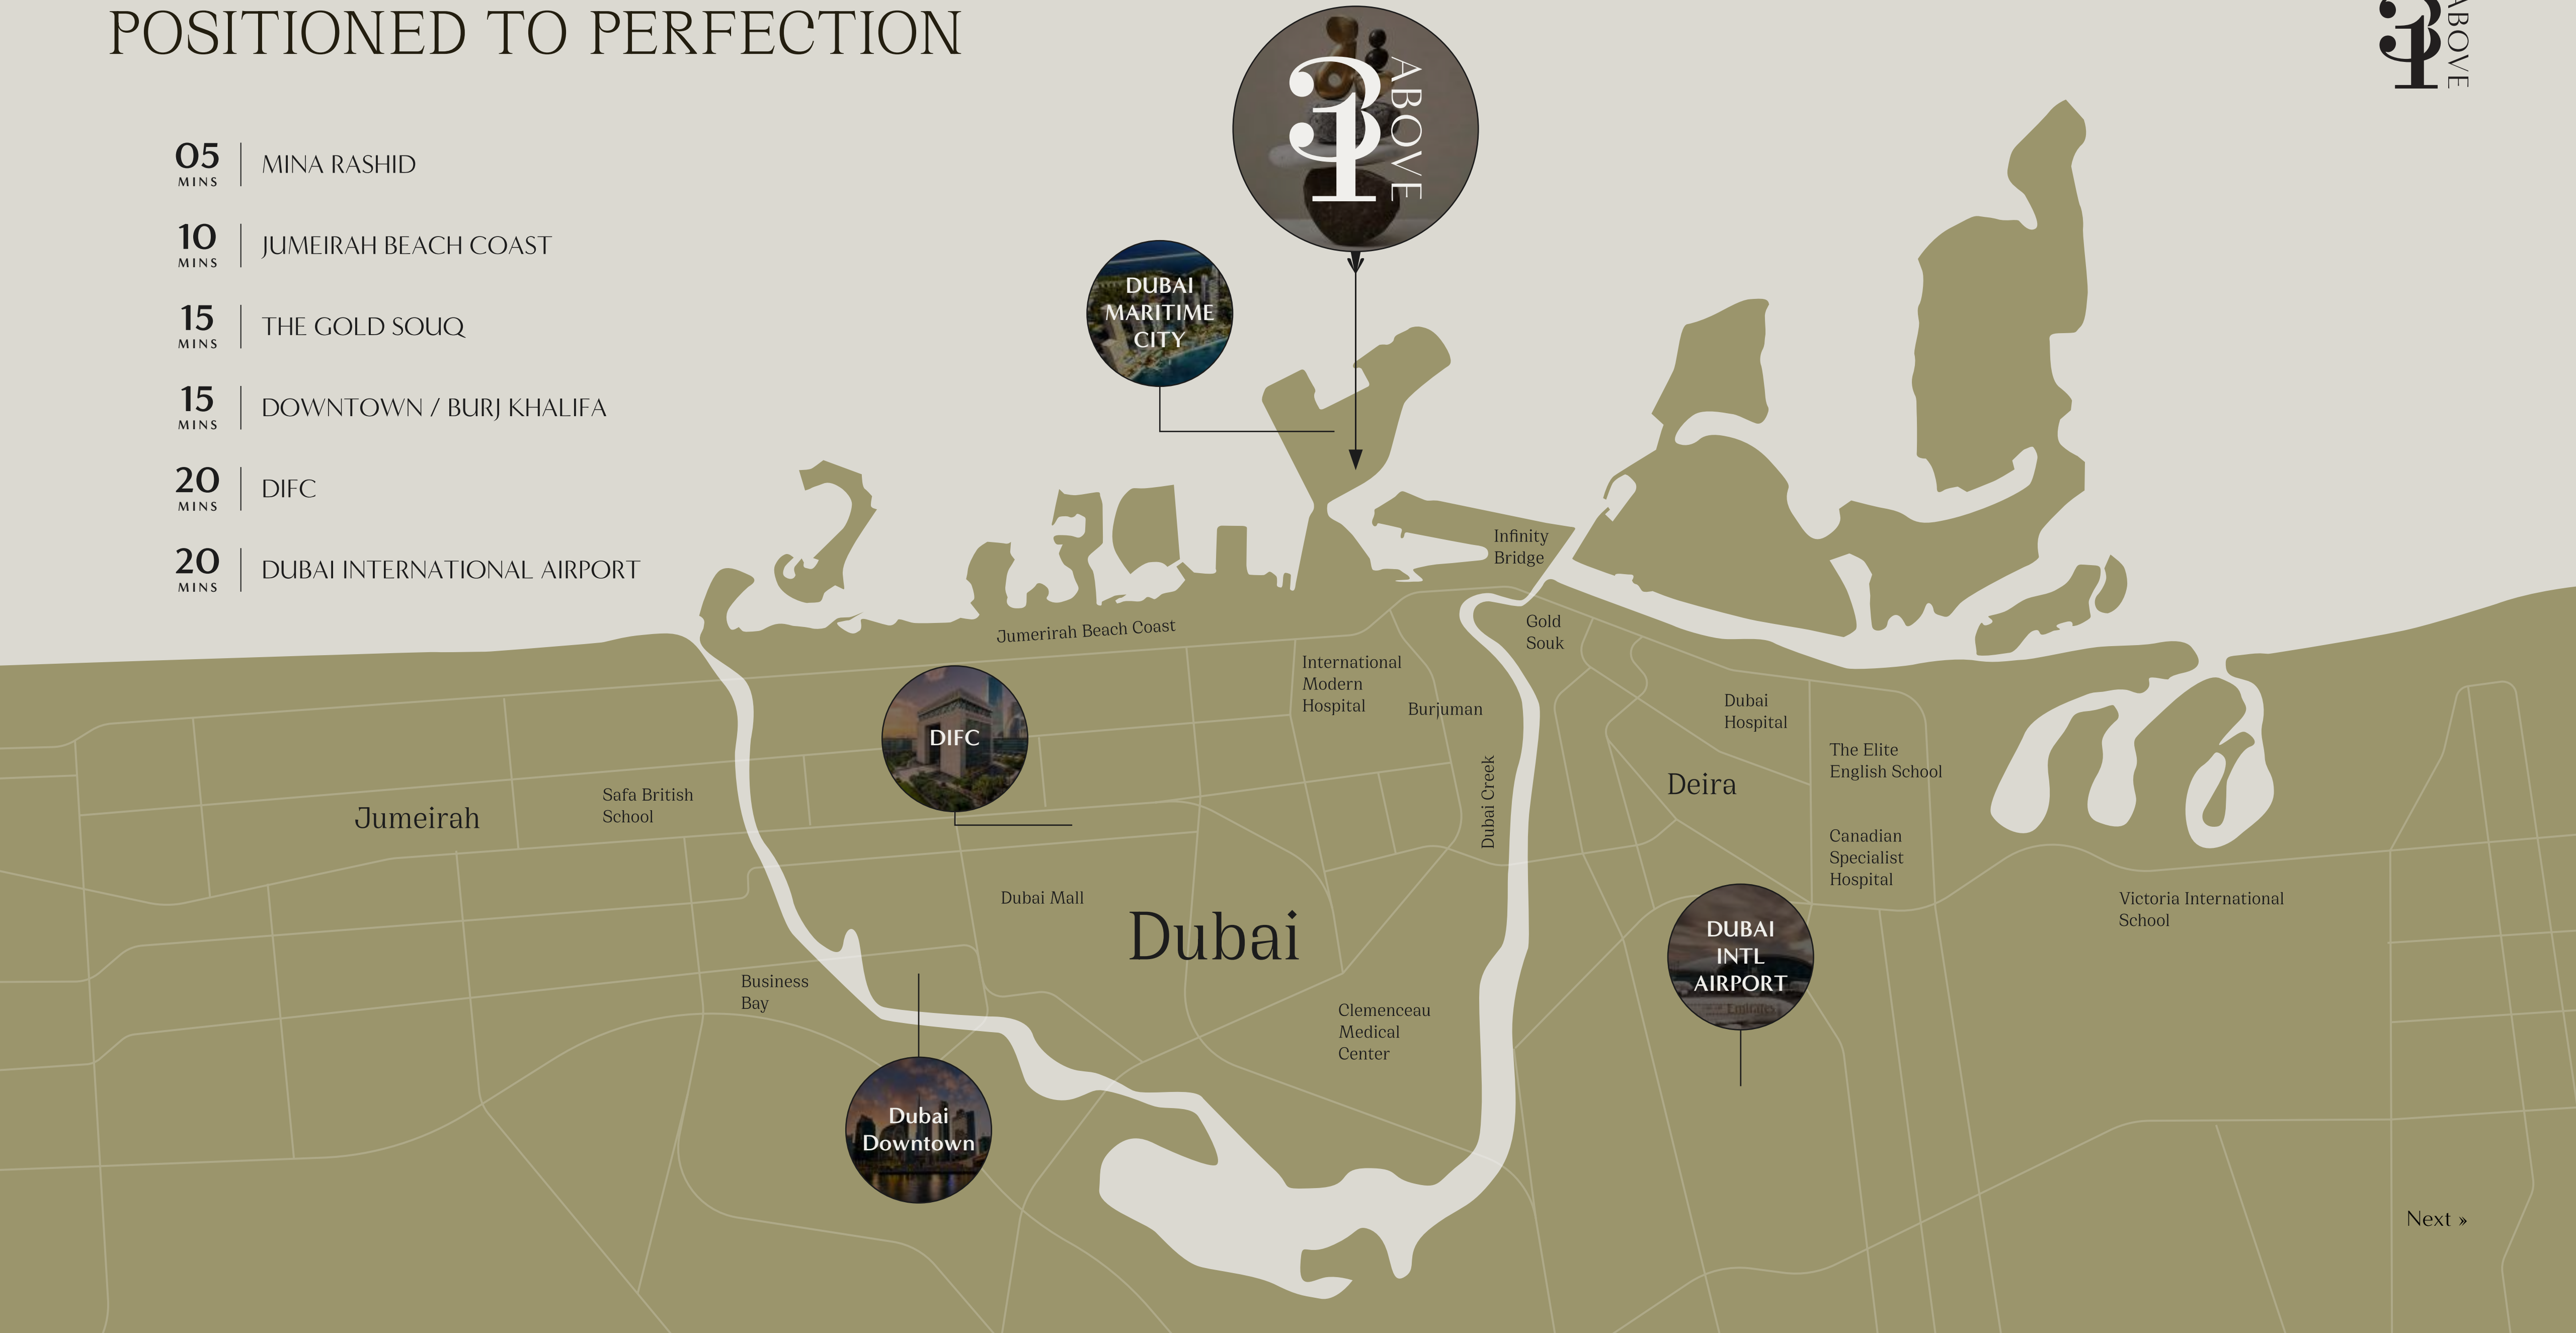 POSITIONED TO PERFECTION
31 ABOVE
31 ABOVE
05
MINS
MINA RASHID
10
MINS
JUMEIRAH BEACH COAST
15
MINS
THE GOLD SOUQ
15
MINS
DOWNTOWN / BURJ KHALIFA
20
MINS
DIFC
20
MINS
DUBAI INTERNATIONAL AIRPORT
DUBAI
MARITIME
CITY
Infinity
Bridge
Jumerirah Beach Coast
Gold
Souk
International
Modern
Hospital
Burjuman
Dubai
Hospital
DIFC
The Elite
English School
Deira
Dubai Creek
Safa British
School
Jumeirah
Canadian
Specialist
Hospital
Dubai Mall
Dubai
Victoria International
School
DUBAI
INTL
AIRPORT
Emirates
Business
Bay
Clemenceau
Medical
Center
Dubai
Downtown
Next »